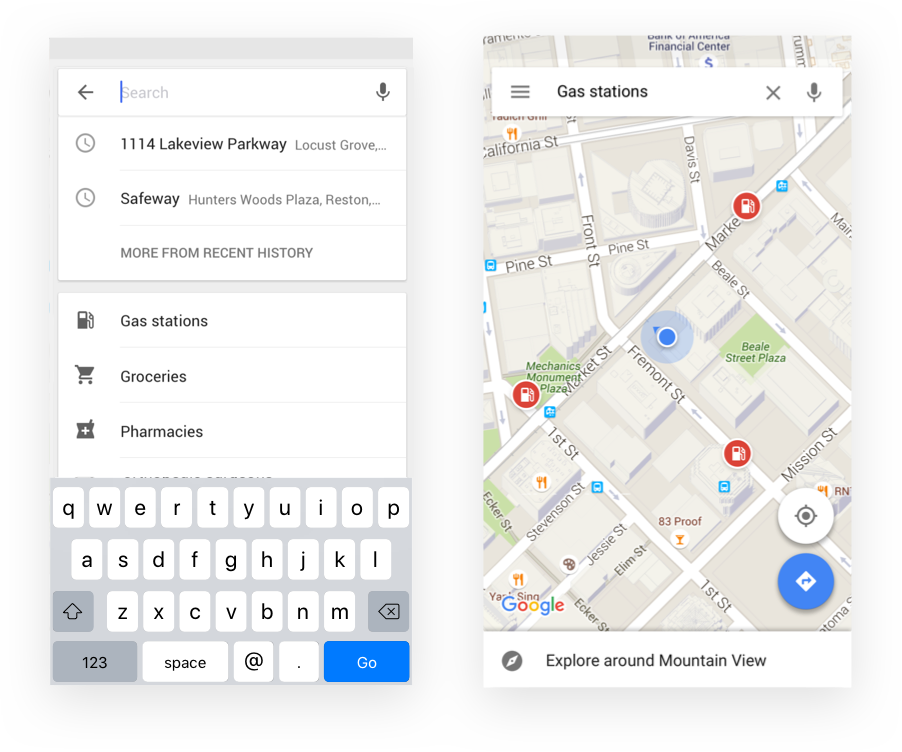 Search
1114 Lakeview Parkway Locust Grove,...
Safeway Hunters Woods Plaza, Reston,...
MORE FROM RECENT HISTORY
Gas stations
Groceries
Pharmacies
q w e r t y u i o p
a s d f g h j k l
z x c v b n m
123 space @ . Go
Bank of America
Financial Center
$
Gas stations
California St
Davis St
Front St
Pine St
Pine St
Market
Main
Beale St
Beale
Street Plaza
Mechanics
Monument
Plaza
Market St
Fremont St
1st St
Mission St
Ecker St
Stevenson St
83 Proof
Jessie St
Elim St
1st St
Google
Ecker St
Explore around Mountain View